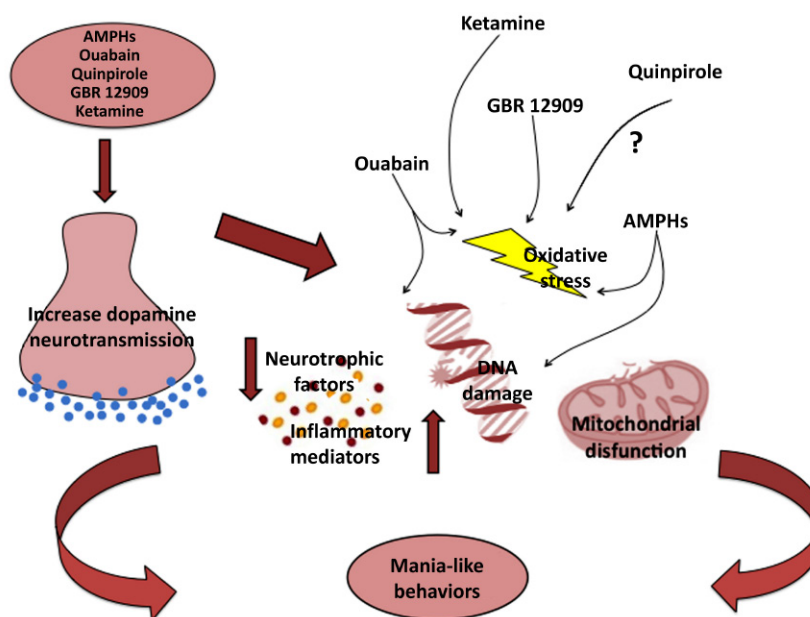 AMPHs
Ouabain
Quinpirole
GBR 12909
Ketamine
Increase dopamine
neurotransmission
Ketamine
GBR 12909
Quinpirole
?
Ouabain
AMPHs
Oxidative
stress
Neurotrophic
factors
Inflammatory
mediators
DNA
damage
Mitochondrial
disfunction
Mania-like
behaviors